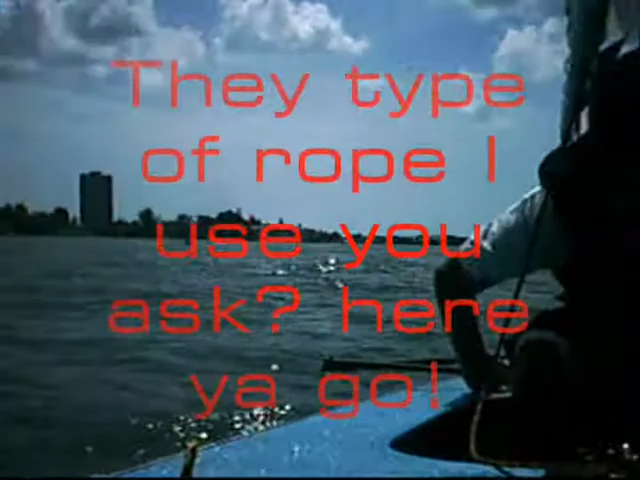 They type
of rope I
use you
ask? here
ya go!